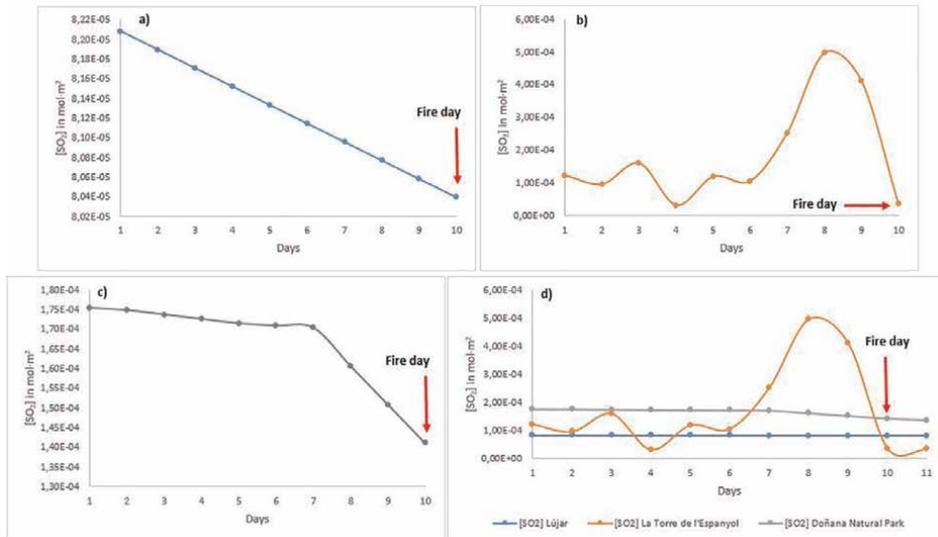 a)
[SO₂] in mol·m²
8,22E-05
8,20E-05
8,18E-05
8,16E-05
8,14E-05
8,12E-05
8,10E-05
8,08E-05
8,06E-05
8,04E-05
8,02E-05
Fire day
1 2 3 4 5 6 7 8 9 10
Days
b)
[SO₂] in mol·m²
6,00E-04
5,00E-04
4,00E-04
3,00E-04
2,00E-04
1,00E-04
0,00E+00
Fire day
1 2 3 4 5 6 7 8 9 10
Days
c)
[SO₂] in mol·m²
1,80E-04
1,75E-04
1,70E-04
1,65E-04
1,60E-04
1,55E-04
1,50E-04
1,45E-04
1,40E-04
1,35E-04
1,30E-04
Fire day
1 2 3 4 5 6 7 8 9 10
Days
d)
[SO₂] in mol·m²
6,00E-04
5,00E-04
4,00E-04
3,00E-04
2,00E-04
1,00E-04
0,00E+00
Fire day
1 2 3 4 5 6 7 8 9 10 11
Days
[SO2] Lújar [SO2] La Torre de l'Espanyol [SO2] Doñana Natural Park